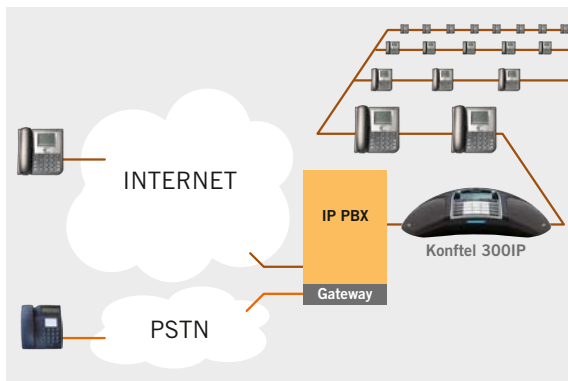 INTERNET
IP PBX
Konftel 300IP
Gateway
PSTN